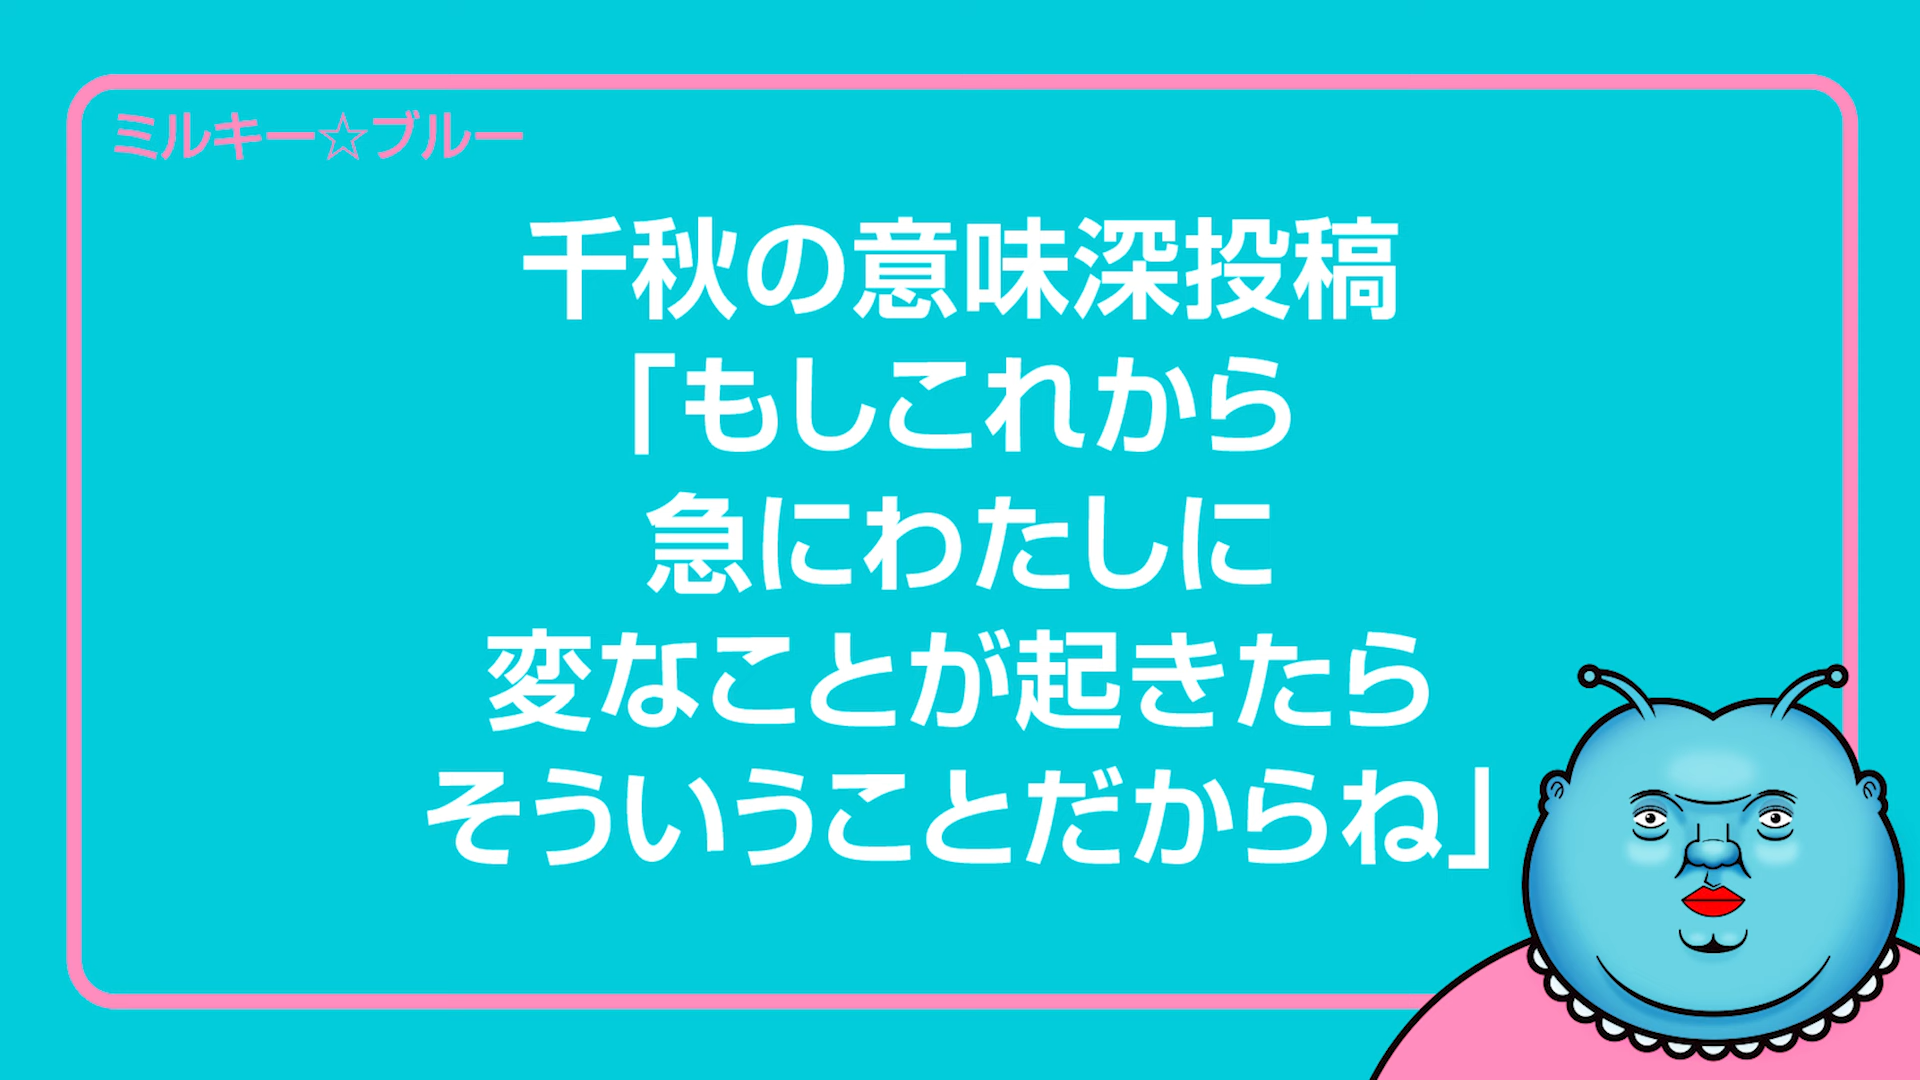 ミルキー☆ブルー
千秋の意味深投稿
「もしこれから
急にわたしに
変なことが起きたら
そういうことだからね」